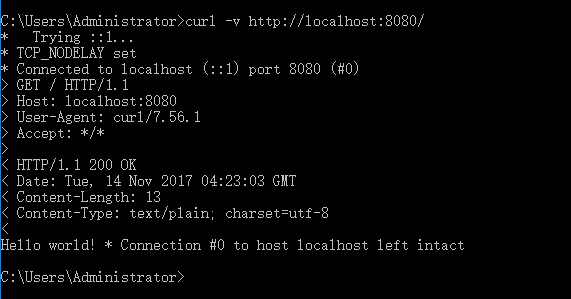 C:\Users\Administrator>curl -v http://localhost:8080/
*   Trying ::1...
* TCP_NODELAY set
* Connected to localhost (::1) port 8080 (#0)
> GET / HTTP/1.1
> Host: localhost:8080
> User-Agent: curl/7.56.1
> Accept: */*
>
< HTTP/1.1 200 OK
< Date: Tue, 14 Nov 2017 04:23:03 GMT
< Content-Length: 13
< Content-Type: text/plain; charset=utf-8
<
Hello world! * Connection #0 to host localhost left intact
C:\Users\Administrator>